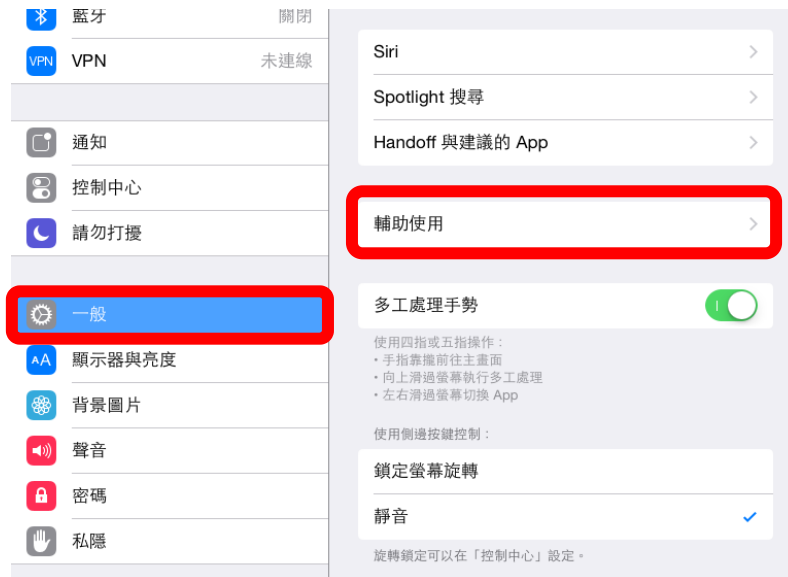 藍牙 關閉
VPN VPN 未連線
通知
控制中心
請勿打擾
一般
AA 顯示器與亮度
背景圖片
聲音
密碼
私隱
Siri
Spotlight 搜尋
Handoff 與建議的 App
輔助使用
多工處理手勢
使用四指或五指操作：
• 手指靠攏前往主畫面
• 向上滑過螢幕執行多工處理
• 左右滑過螢幕切換 App
使用側邊按鍵控制：
鎖定螢幕旋轉
靜音
旋轉鎖定可以在「控制中心」設定。